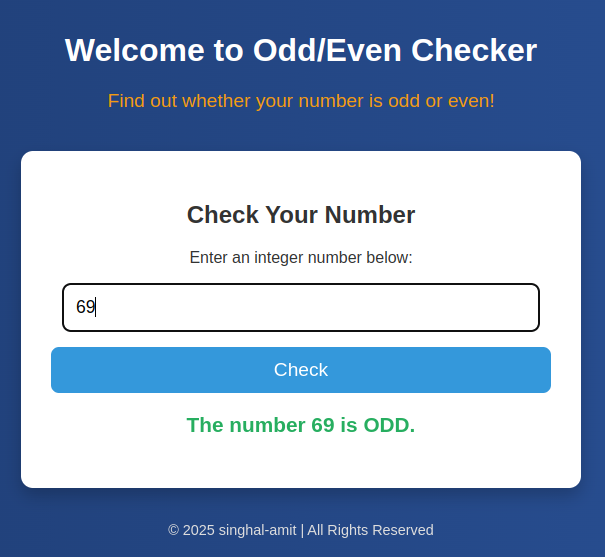 Welcome to Odd/Even Checker
Find out whether your number is odd or even!
Check Your Number
Enter an integer number below:
69
Check
The number 69 is ODD.
© 2025 singhal-amit | All Rights Reserved